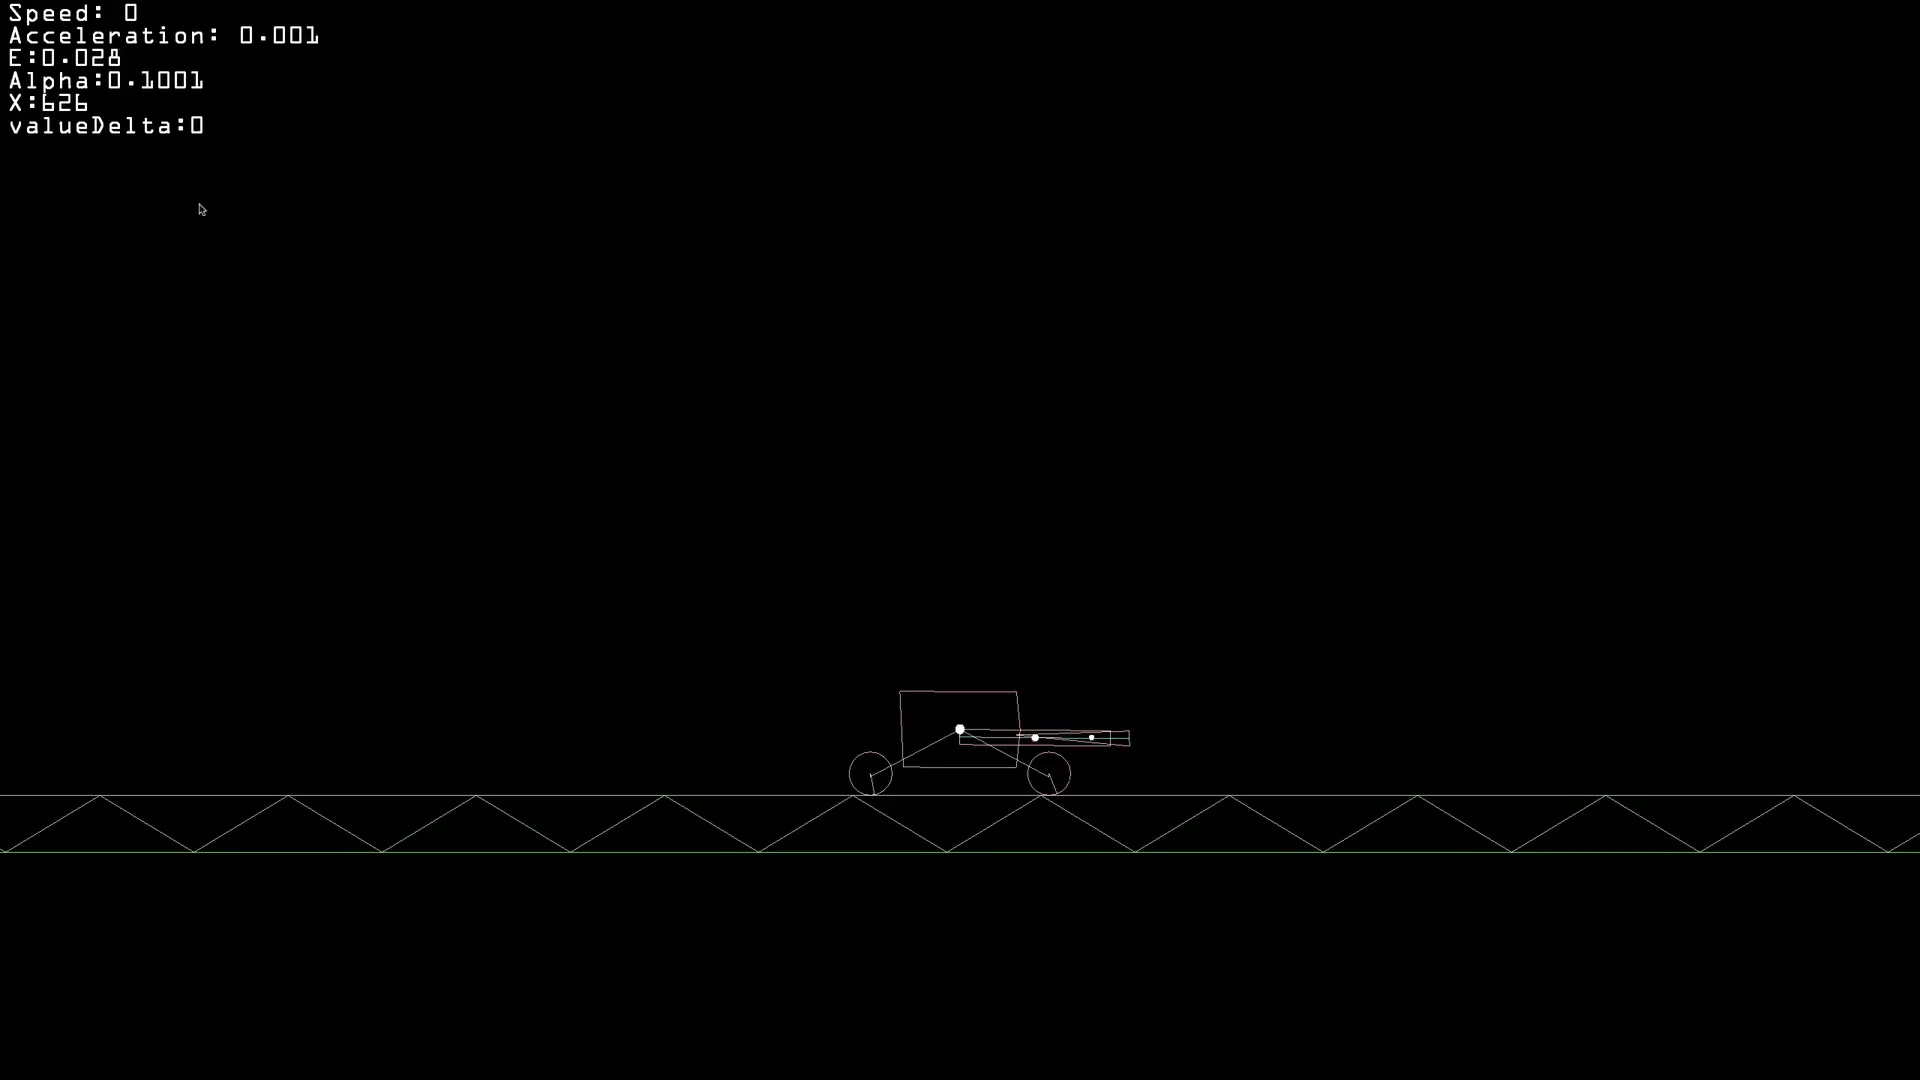 Speed: 0
Acceleration: 0.001
E:0.028
Alpha:0.1001
X:626
valueDelta:0